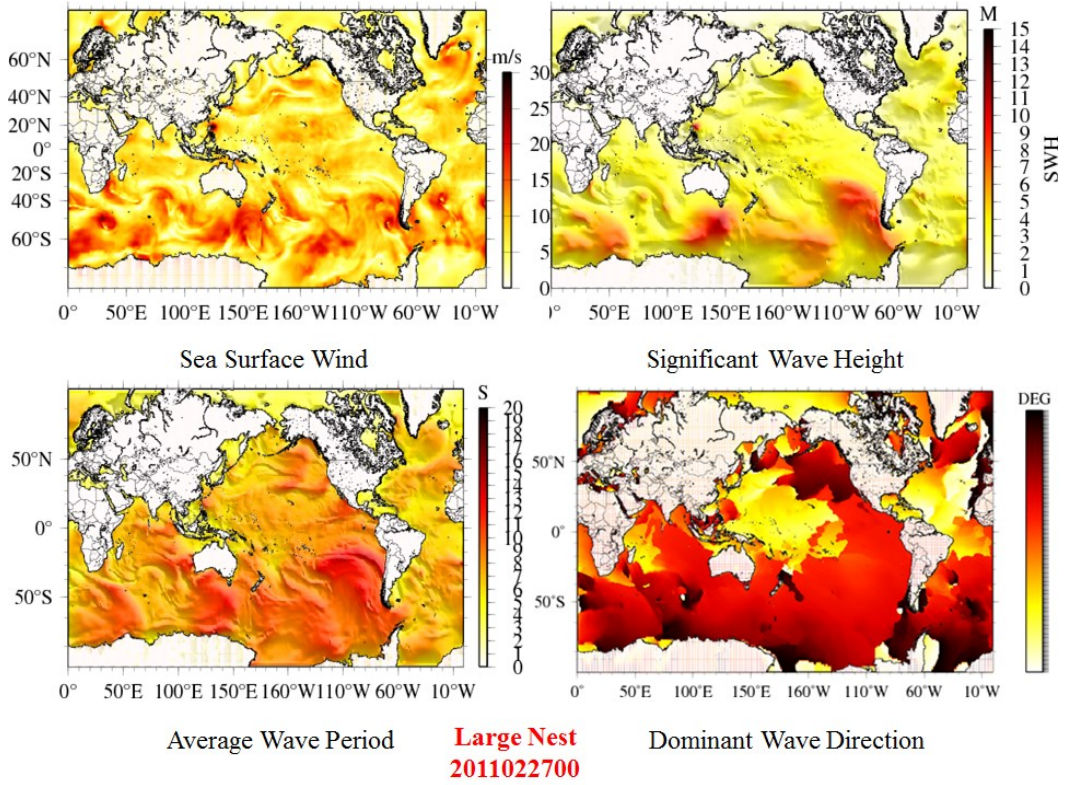 60°N
40°N
20°N
0°
20°S
40°S
60°S
m/s
30
25
20
15
10
5
0
0° 50°E 100°E 150°E 160°W 110°W 60°W 10°W
Sea Surface Wind
M
15
14
13
12
11
10
9
8
7
6
5
4
3
2
1
0
SWH
50°E 100°E 150°E 160°W 110°W 60°W 10°W
Significant Wave Height
50°N
0°
50°S
S
20
0
0° 50°E 100°E 150°E 160°W 110°W 60°W 10°W
Average Wave Period
50°N
0°
50°S
DEG
0° 50°E 100°E 150°E 160°W 110°W 60°W 10°W
Dominant Wave Direction
Large Nest
2011022700